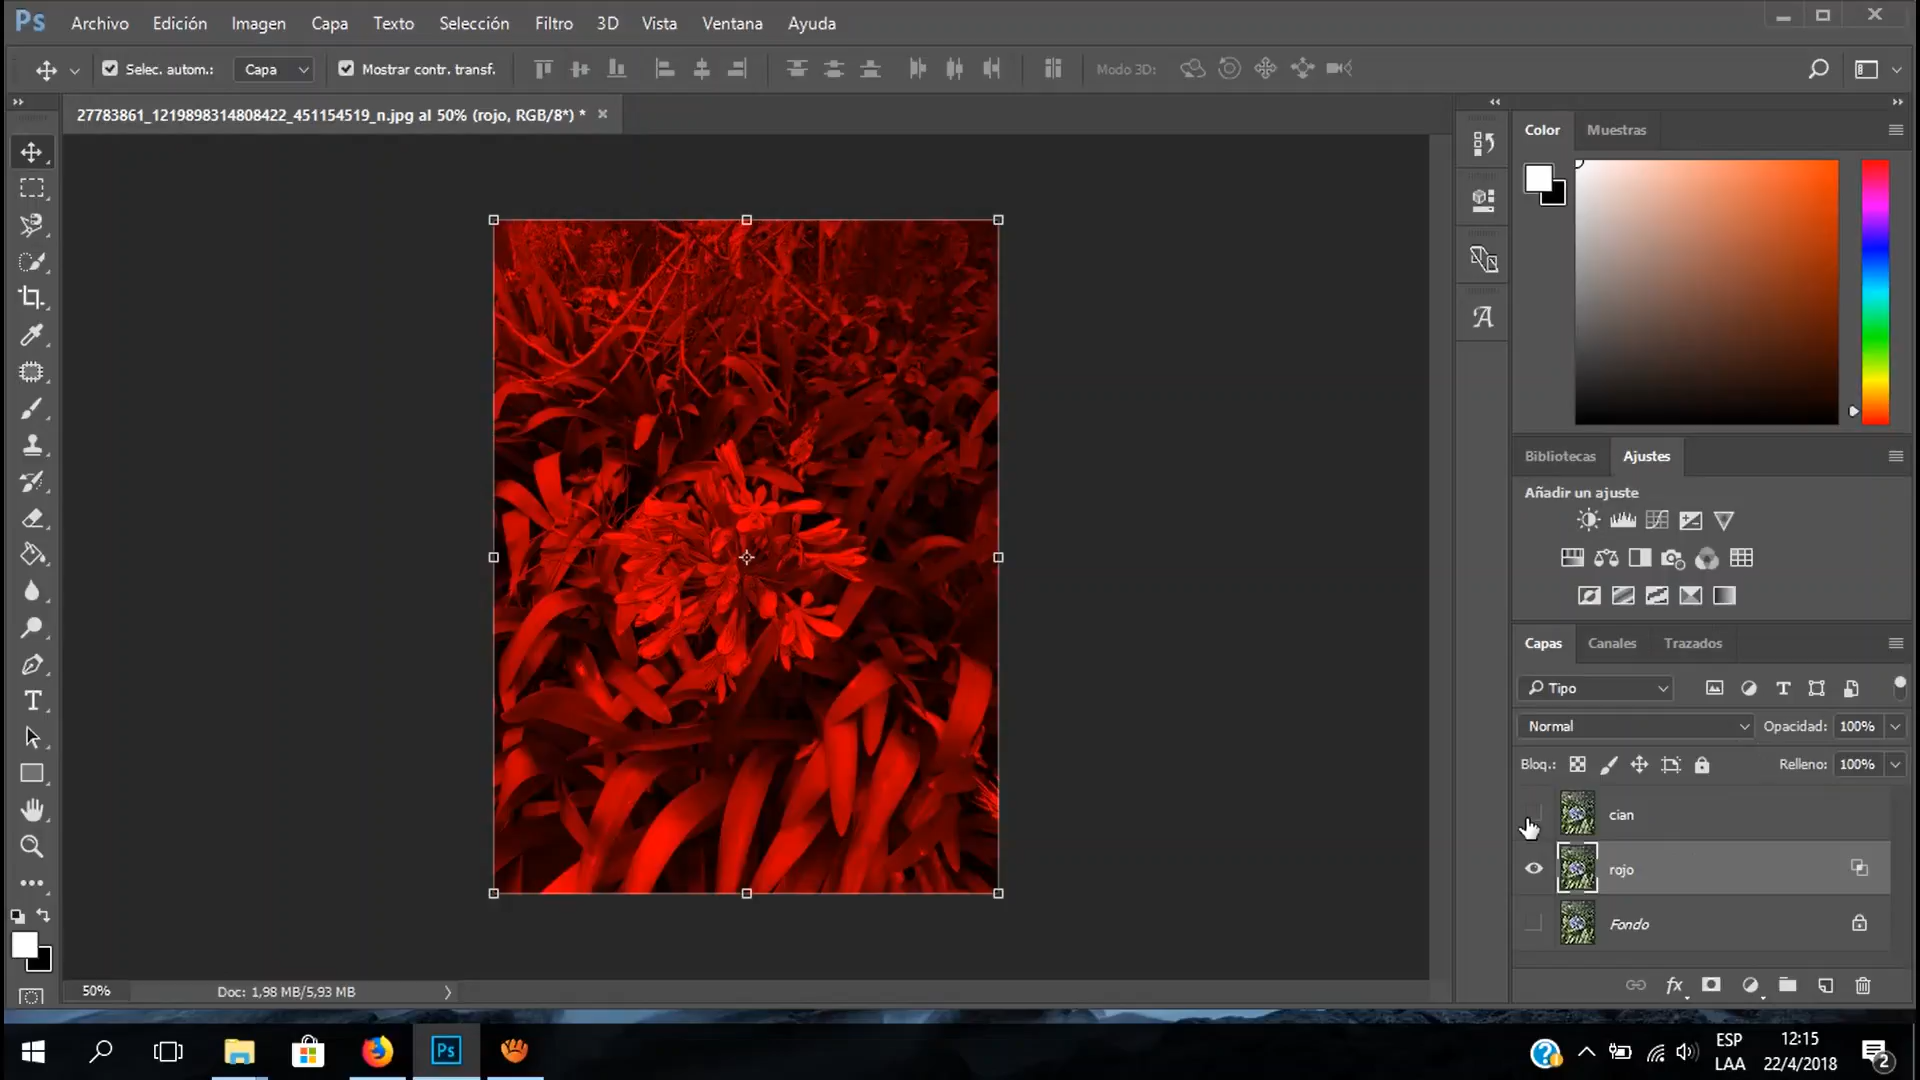 Ps Archivo Edición Imagen Capa Texto Selección Filtro 3D Vista Ventana Ayuda
Selec. autom.: Capa Mostrar contr. transf. Modo 3D:
27783861_1219898314808422_451154519_n.jpg al 50% (rojo, RGB/8*) *
Color Muestras
Bibliotecas Ajustes
Añadir un ajuste
Capas Canales Trazados
Tipo
Normal Opacidad: 100%
Bloq.: Relleno: 100%
cian
rojo
Fondo
50% Doc: 1,98 MB/5,93 MB
Ps ESP 12:15
LAA 22/4/2018 2